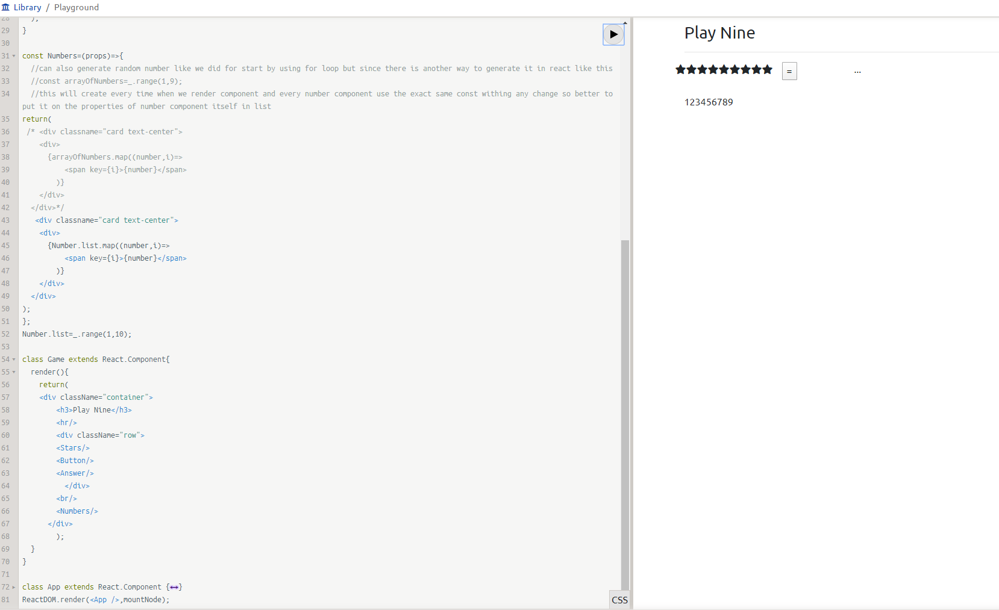 Library / Playground
28 );
29 }
30
31 const Numbers=(props)=>{
32 //can also generate random number like we did for start by using for loop but since there is another way to generate it in react like this
33 //const arrayOfNumbers=_.range(1,9);
34 //this will create every time when we render component and every number component use the exact same const withing any change so better to
put it on the properties of number component itself in list
35 return(
36 /* <div classname="card text-center">
37 <div>
38 {arrayOfNumbers.map((number,i)=>
39 <span key={i}>{number}</span>
40 )}
41 </div>
42 </div>*/
43 <div classname="card text-center">
44 <div>
45 {Number.list.map((number,i)=>
46 <span key={i}>{number}</span>
47 )}
48 </div>
49 </div>
50 );
51 };
52 Number.list=_.range(1,10);
53
54 class Game extends React.Component{
55 render(){
56 return(
57 <div className="container">
58 <h3>Play Nine</h3>
59 <hr/>
60 <div className="row">
61 <Stars/>
62 <Button/>
63 <Answer/>
64 </div>
65 <br/>
66 <Numbers/>
67 </div>
68 );
69 }
70 }
71
72 class App extends React.Component {↔}
81 ReactDOM.render(<App />,mountNode);
CSS
Play Nine
= ...
123456789